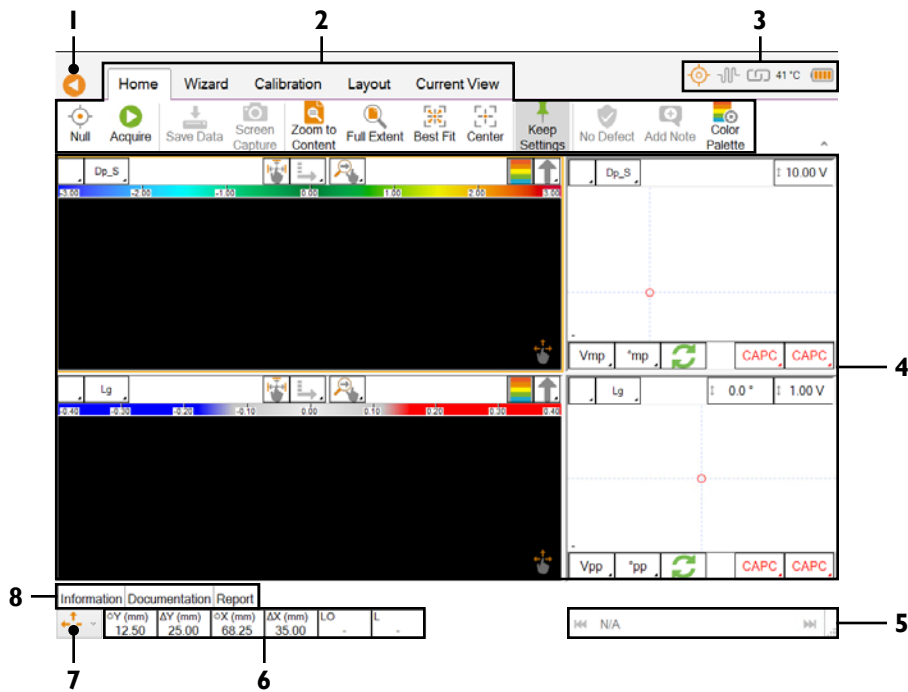 1 2 3
Home Wizard Calibration Layout Current View 41 °C
Null Acquire Save Data Screen Capture Zoom to Content Full Extent Best Fit Center Keep Settings No Defect Add Note Color Palette
Dp_S Dp_S 10.00 V
-3.00 -2.00 -1.00 0.00 1.00 2.00 3.00
Vmp °mp CAPC CAPC
4
Lg Lg 0.0 ° 1.00 V
-0.40 -0.30 -0.20 -0.10 0.00 0.10 0.20 0.30 0.40
Vpp °pp CAPC CAPC
8 Information Documentation Report
○Y (mm) ΔY (mm) ○X (mm) ΔX (mm) LO L
12.50 25.00 68.25 35.00 - -
N/A 5
7 6